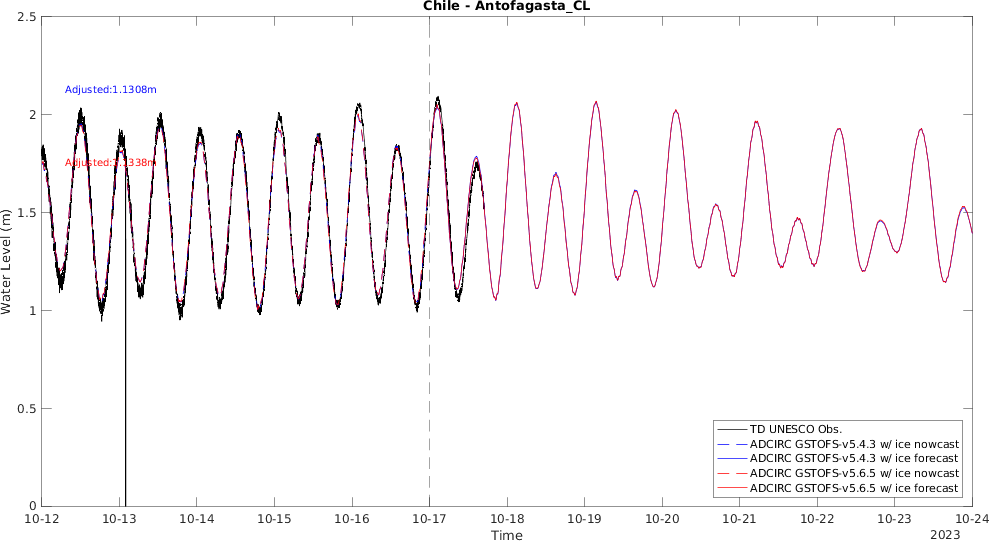 Chile - Antofagasta_CL
2.5
2
1.5
1
0.5
0
Water Level (m)
Adjusted:1.1308m
Adjusted:1.1338m
TD UNESCO Obs.
ADCIRC GSTOFS-v5.4.3 w/ ice nowcast
ADCIRC GSTOFS-v5.4.3 w/ ice forecast
ADCIRC GSTOFS-v5.6.5 w/ ice nowcast
ADCIRC GSTOFS-v5.6.5 w/ ice forecast
10-12 10-13 10-14 10-15 10-16 10-17 10-18 10-19 10-20 10-21 10-22 10-23 10-24
Time
2023